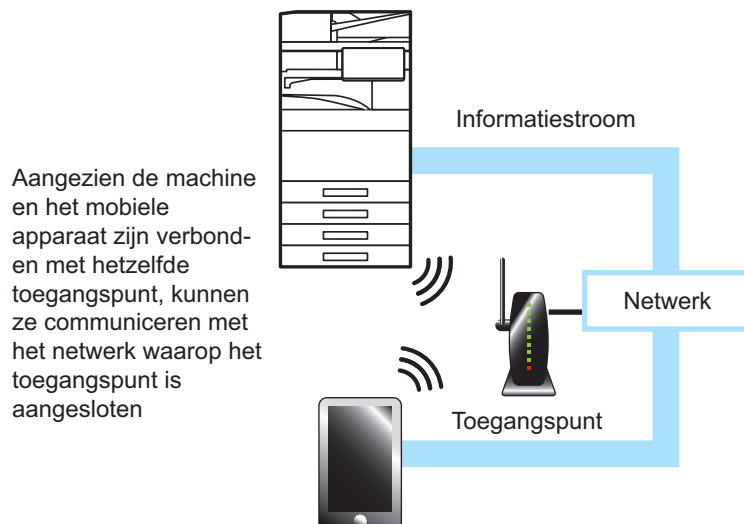 Informatiestroom
Aangezien de machine
en het mobiele
apparaat zijn verbond-
en met hetzelfde
toegangspunt, kunnen
ze communiceren met
het netwerk waarop het
toegangspunt is
aangesloten
Netwerk
Toegangspunt